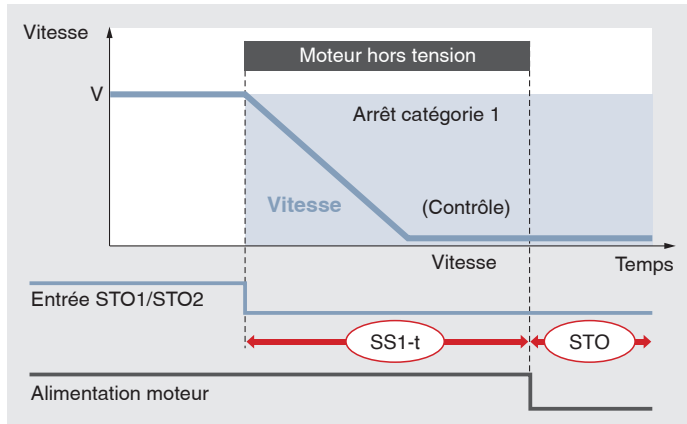 Vitesse
Moteur hors tension
V
Arrêt catégorie 1
Vitesse
(Contrôle)
Vitesse
Temps
Entrée STO1/STO2
SS1-t
STO
Alimentation moteur